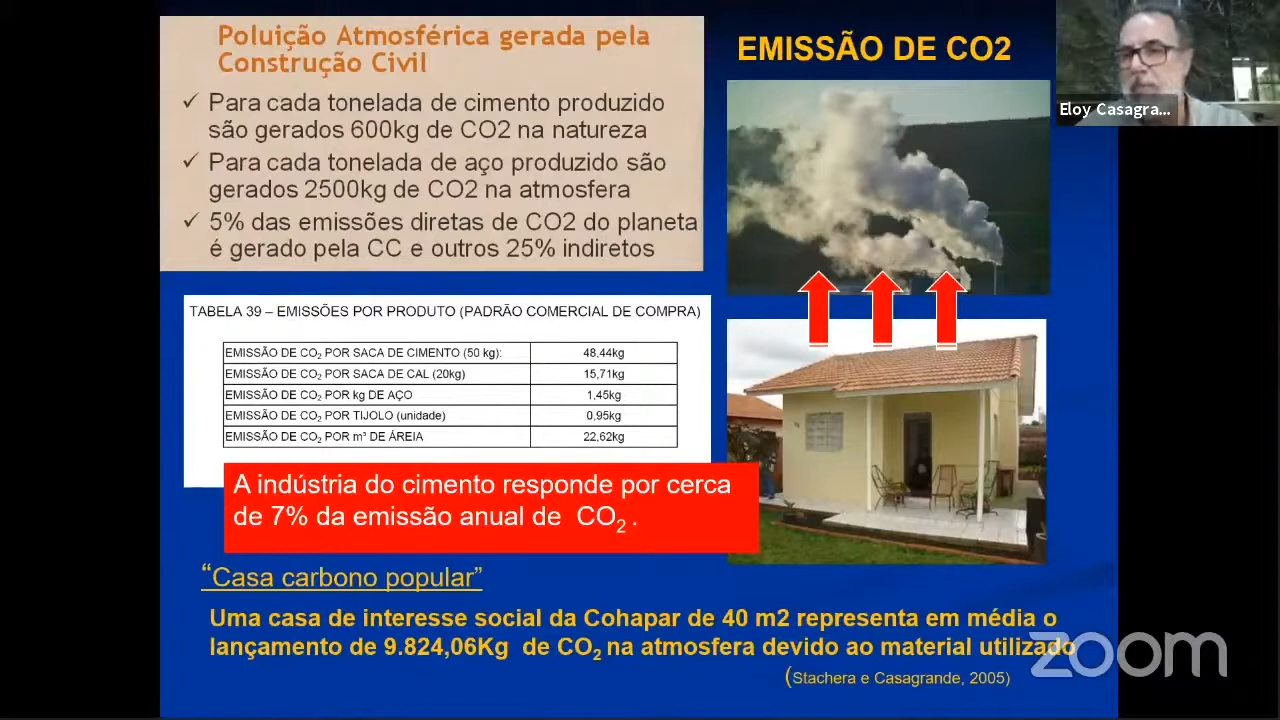 Poluição Atmosférica gerada pela
Construção Civil
✓ Para cada tonelada de cimento produzido
são gerados 600kg de CO2 na natureza
✓ Para cada tonelada de aço produzido são
gerados 2500kg de CO2 na atmosfera
✓ 5% das emissões diretas de CO2 do planeta
é gerado pela CC e outros 25% indiretos
EMISSÃO DE CO2
Eloy Casagra...
TABELA 39 – EMISSÕES POR PRODUTO (PADRÃO COMERCIAL DE COMPRA)
EMISSÃO DE CO₂ POR SACA DE CIMENTO (50 kg): 48,44kg
EMISSÃO DE CO₂ POR SACA DE CAL (20kg) 15,71kg
EMISSÃO DE CO₂ POR kg DE AÇO 1,45kg
EMISSÃO DE CO₂ POR TIJOLO (unidade) 0,95kg
EMISSÃO DE CO₂ POR m³ DE ÁREIA 22,62kg
A indústria do cimento responde por cerca
de 7% da emissão anual de CO₂ .
“Casa carbono popular”
Uma casa de interesse social da Cohapar de 40 m2 representa em média o
lançamento de 9.824,06Kg de CO₂ na atmosfera devido ao material utilizado
(Stachera e Casagrande, 2005)
zoom